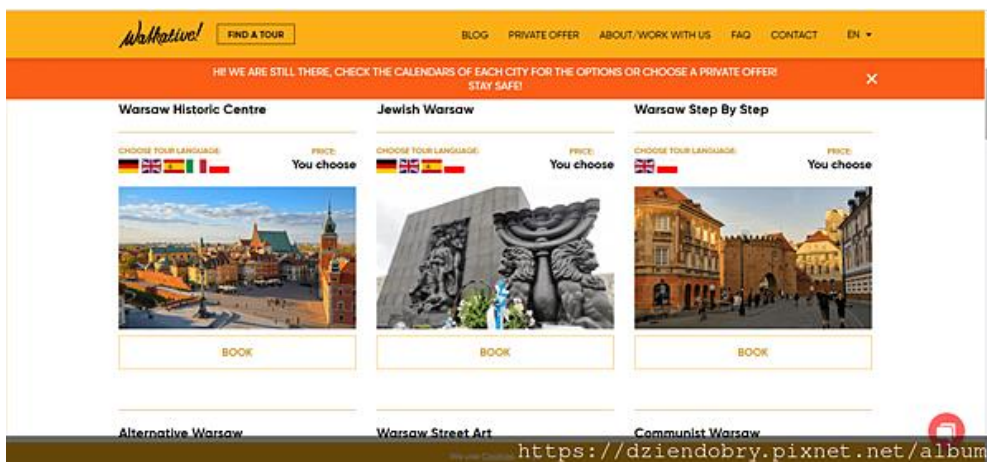 Walkative!
FIND A TOUR
BLOG
PRIVATE OFFER
ABOUT/WORK WITH US
FAQ
CONTACT
EN
HI! WE ARE STILL THERE, CHECK THE CALENDARS OF EACH CITY FOR THE OPTIONS OR CHOOSE A PRIVATE OFFER!
STAY SAFE!
Warsaw Historic Centre
CHOOSE TOUR LANGUAGE:
PRICE:
You choose
BOOK
Jewish Warsaw
CHOOSE TOUR LANGUAGE:
PRICE:
You choose
BOOK
Warsaw Step By Step
CHOOSE TOUR LANGUAGE:
PRICE:
You choose
BOOK
Alternative Warsaw
Warsaw Street Art
Communist Warsaw
https://dziendobry.pixnet.net/album